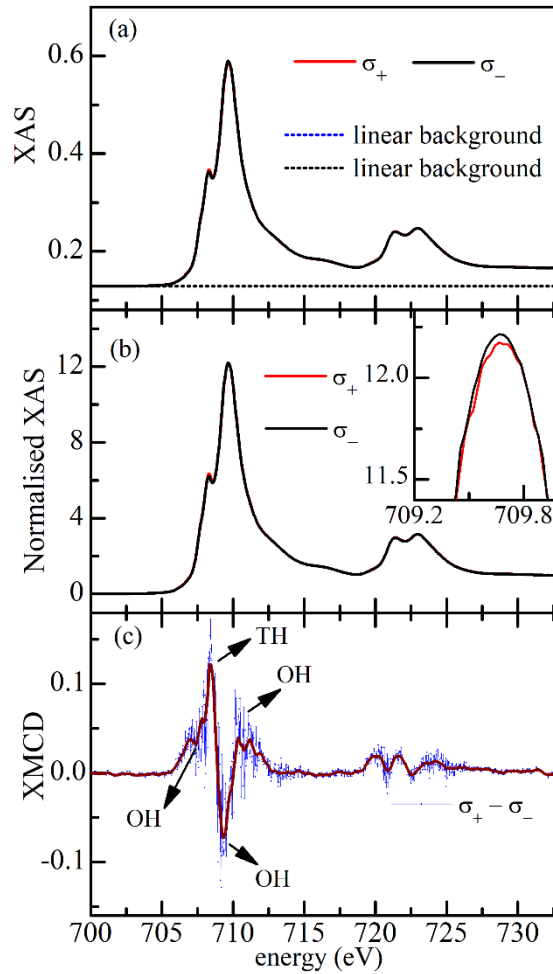 (a)
0.6
0.4
0.2
XAS
σ+ σ−
linear background
linear background
(b)
12
8
4
0
Normalised XAS
σ+
σ−
12.0
11.5
709.2 709.8
(c)
0.1
0.0
-0.1
XMCD
TH
OH
OH
OH
σ+ − σ−
700 705 710 715 720 725 730
energy (eV)